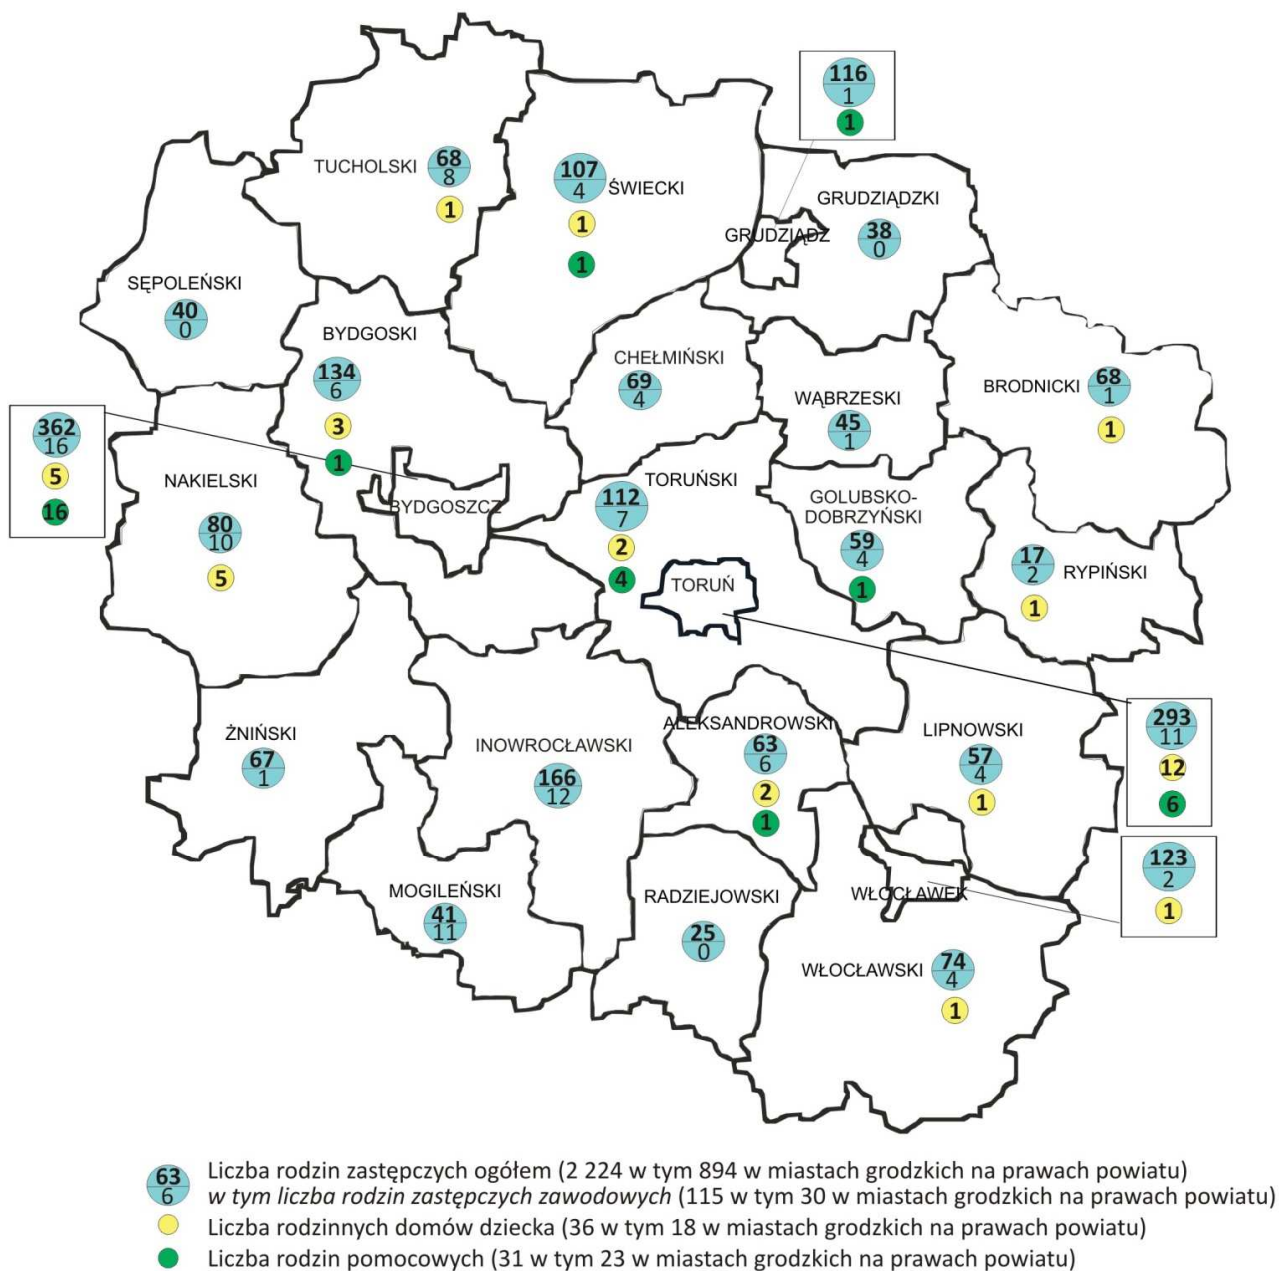 116
1
1
TUCHOLSKI
68
8
1
107
4
ŚWIECKI
1
1
GRUDZIĄDZKI
38
0
GRUDZIĄDZ
SĘPOLEŃSKI
40
0
BYDGOSKI
134
6
3
1
CHEŁMIŃSKI
69
4
WĄBRZESKI
45
1
BRODNICKI
68
1
1
362
16
5
16
NAKIELSKI
80
10
5
BYDGOSZCZ
TORUŃSKI
112
7
2
4
TORUŃ
GOLUBSKO-
DOBRZYŃSKI
59
4
1
17
2
RYPIŃSKI
1
ŻNIŃSKI
67
1
INOWROCŁAWSKI
166
12
ALEKSANDROWSKI
63
6
2
1
LIPNOWSKI
57
4
1
293
11
12
6
123
2
1
MOGILEŃSKI
41
11
RADZIEJOWSKI
25
0
WŁOCŁAWEK
WŁOCŁAWSKI
74
4
1
63
6
Liczba rodzin zastępczych ogółem (2 224 w tym 894 w miastach grodzkich na prawach powiatu)
w tym liczba rodzin zastępczych zawodowych (115 w tym 30 w miastach grodzkich na prawach powiatu)
Liczba rodzinnych domów dziecka (36 w tym 18 w miastach grodzkich na prawach powiatu)
Liczba rodzin pomocowych (31 w tym 23 w miastach grodzkich na prawach powiatu)